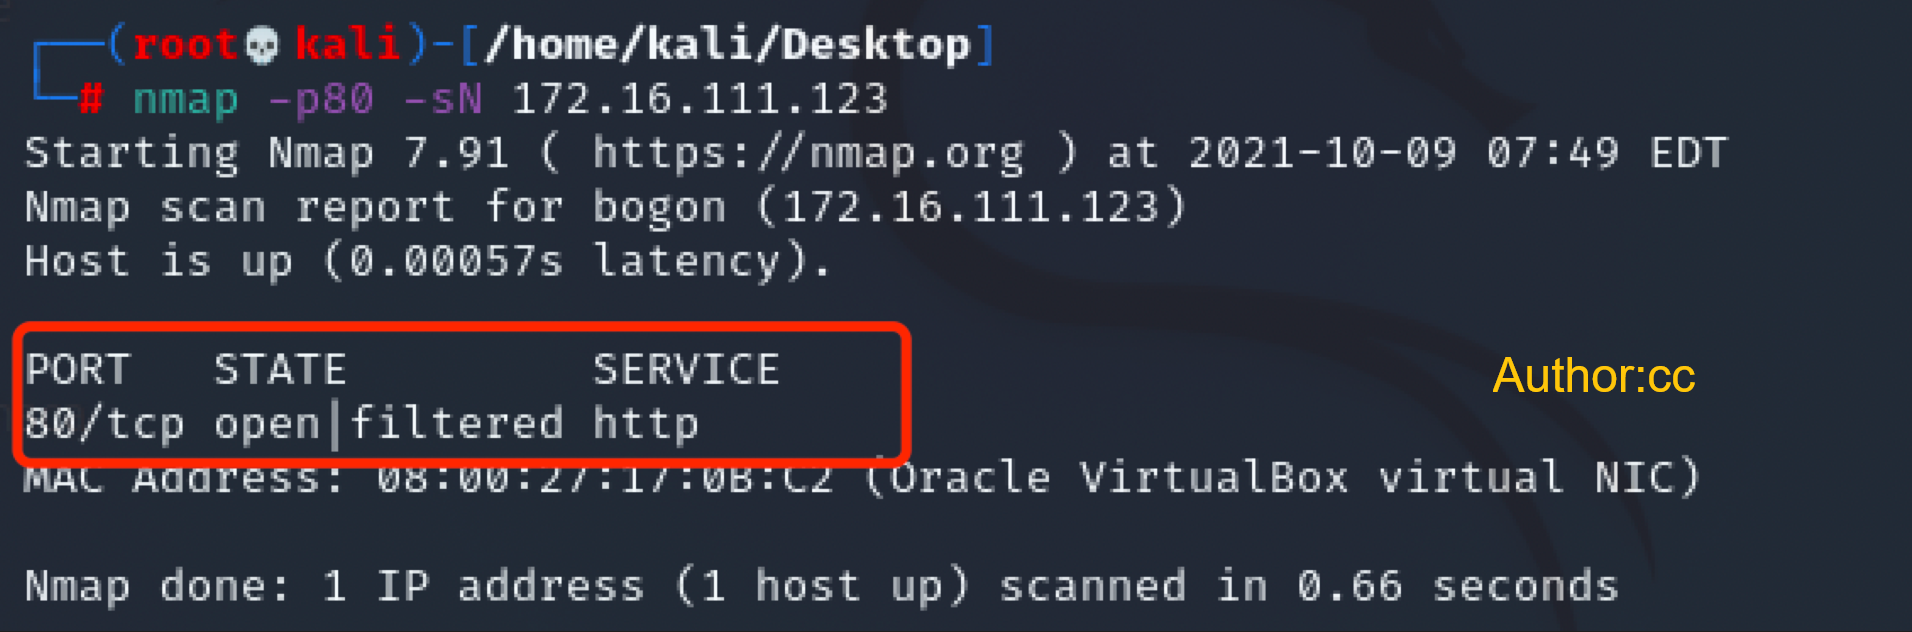 ┌──(root💀kali)-[/home/kali/Desktop]
└─# nmap -p80 -sN 172.16.111.123
Starting Nmap 7.91 ( https://nmap.org ) at 2021-10-09 07:49 EDT
Nmap scan report for bogon (172.16.111.123)
Host is up (0.00057s latency).
PORT   STATE         SERVICE
80/tcp open|filtered http
Author:cc
MAC Address: 08:00:27:17:0B:C2 (Oracle VirtualBox virtual NIC)
Nmap done: 1 IP address (1 host up) scanned in 0.66 seconds